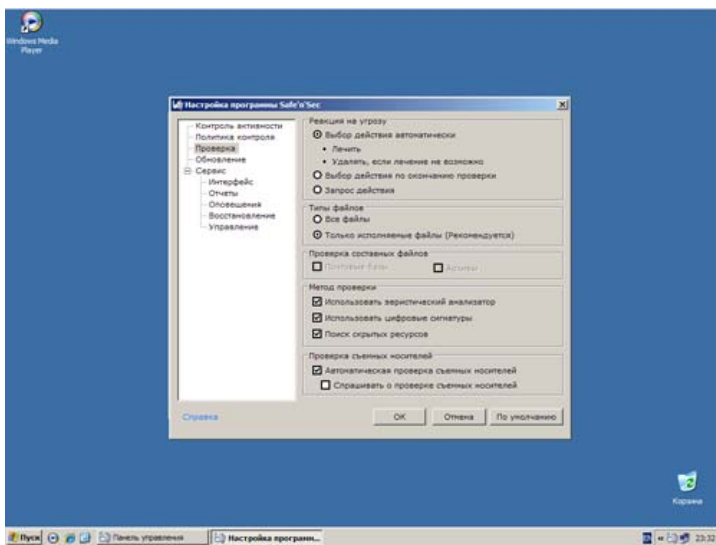 Windows Media
Player
Настройка программы Safe'n'Sec
Контроль активности
Политика контроля
Проверка
Обновление
Сервис
Интерфейс
Отчеты
Оповещения
Восстановление
Управление
Реакция на угрозу
Выбор действия автоматически
Лечить
Удалять, если лечение не возможно
Выбор действия по окончанию проверки
Запрос действия
Типы файлов
Все файлы
Только исполняемые файлы (Рекомендуется)
Проверка составных файлов
Почтовые базы
Архивы
Метод проверки
Использовать эвристический анализатор
Использовать цифровые сигнатуры
Поиск скрытых ресурсов
Проверка съемных носителей
Автоматическая проверка съемных носителей
Спрашивать о проверке съемных носителей
Справка
ОК
Отмена
По умолчанию
Корзина
Пуск
Панель управления
Настройка програми...
EN
23:32